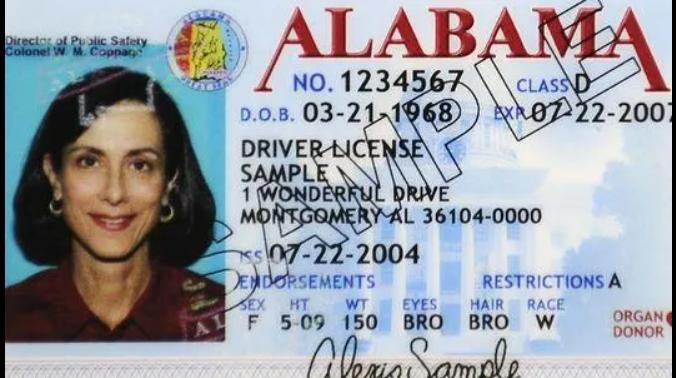 Director of Public Safety
Colonel W. M. Coppage
ALABAMA
NO. 1234567 CLASS D
D.O.B. 03-21-1968 EXP 07-22-2007
DRIVER LICENSE
SAMPLE
1 WONDERFUL DRIVE
MONTGOMERY AL 36104-0000
ISS 07-22-2004
ENDORSEMENTS RESTRICTIONS A
SEX HT WT EYES HAIR RACE
F 5-09 150 BRO BRO W
ORGAN
DONOR
Alexis Sample
SAMPLE
ALABAMA
AL